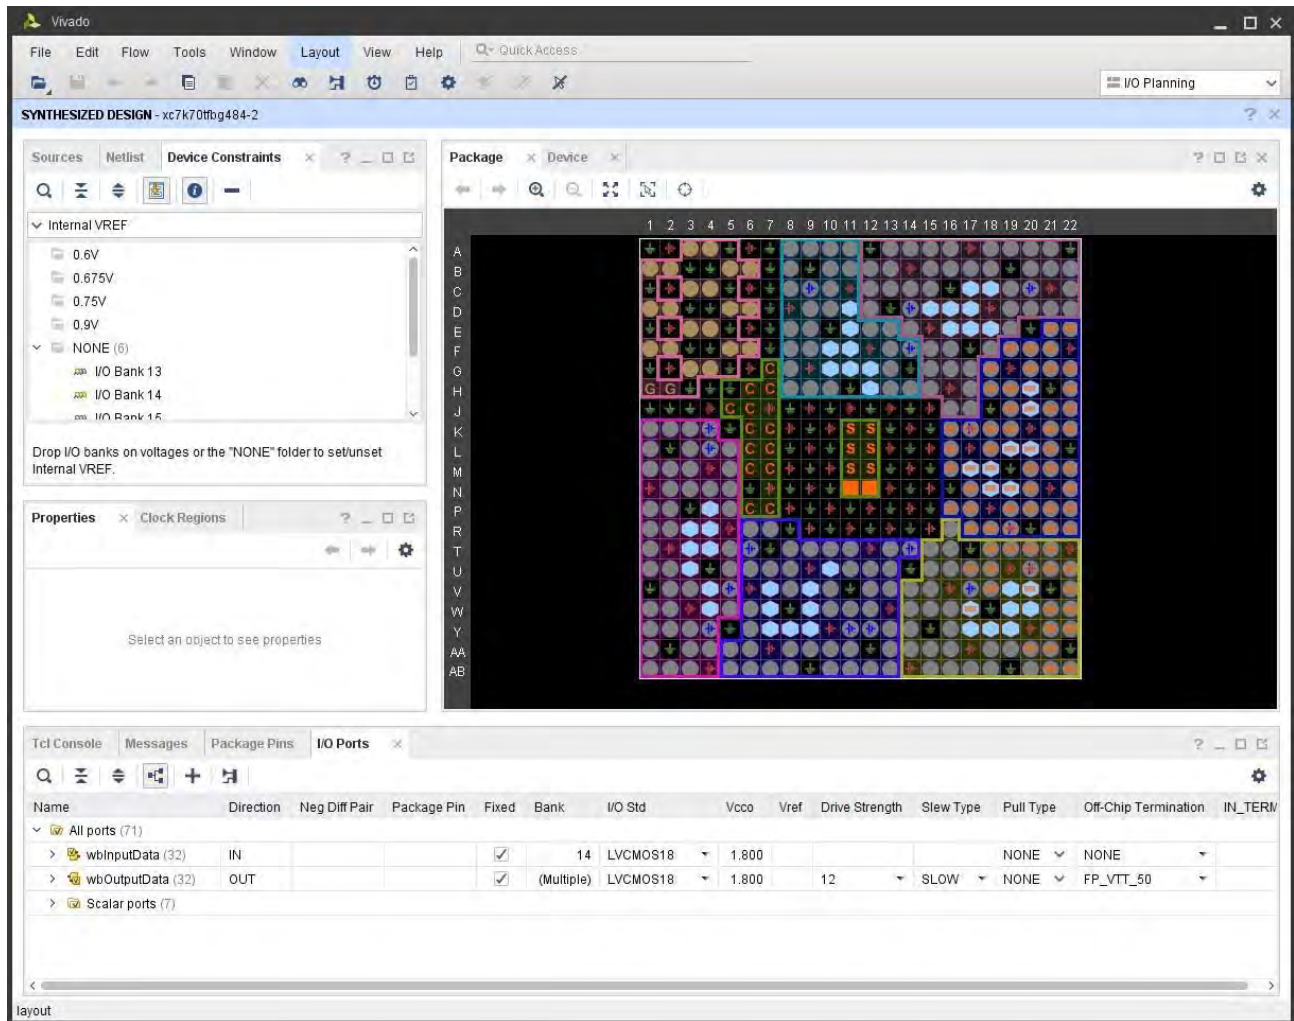 Vivado
File Edit Flow Tools Window Layout View Help Quick Access
I/O Planning
SYNTHESIZED DESIGN - xc7k70tfbg484-2
Sources Netlist Device Constraints
Internal VREF
0.6V
0.675V
0.75V
0.9V
NONE (6)
I/O Bank 13
I/O Bank 14
I/O Bank 15
Drop I/O banks on voltages or the "NONE" folder to set/unset
Internal VREF.
Properties Clock Regions
Select an object to see properties
Package Device
1 2 3 4 5 6 7 8 9 10 11 12 13 14 15 16 17 18 19 20 21 22
A
B
C
D
E
F
G C
H G G C C
J C C
K C C S S
L C C S S
M C C S S
N C
P C C
R
T
U
V
W
Y
AA
AB
Tcl Console Messages Package Pins I/O Ports
Name Direction Neg Diff Pair Package Pin Fixed Bank I/O Std Vcco Vref Drive Strength Slew Type Pull Type Off-Chip Termination IN_TERM
All ports (71)
wbInputData (32) IN 14 LVCMOS18 1.800 NONE NONE
wbOutputData (32) OUT (Multiple) LVCMOS18 1.800 12 SLOW NONE FP_VTT_50
Scalar ports (7)
layout